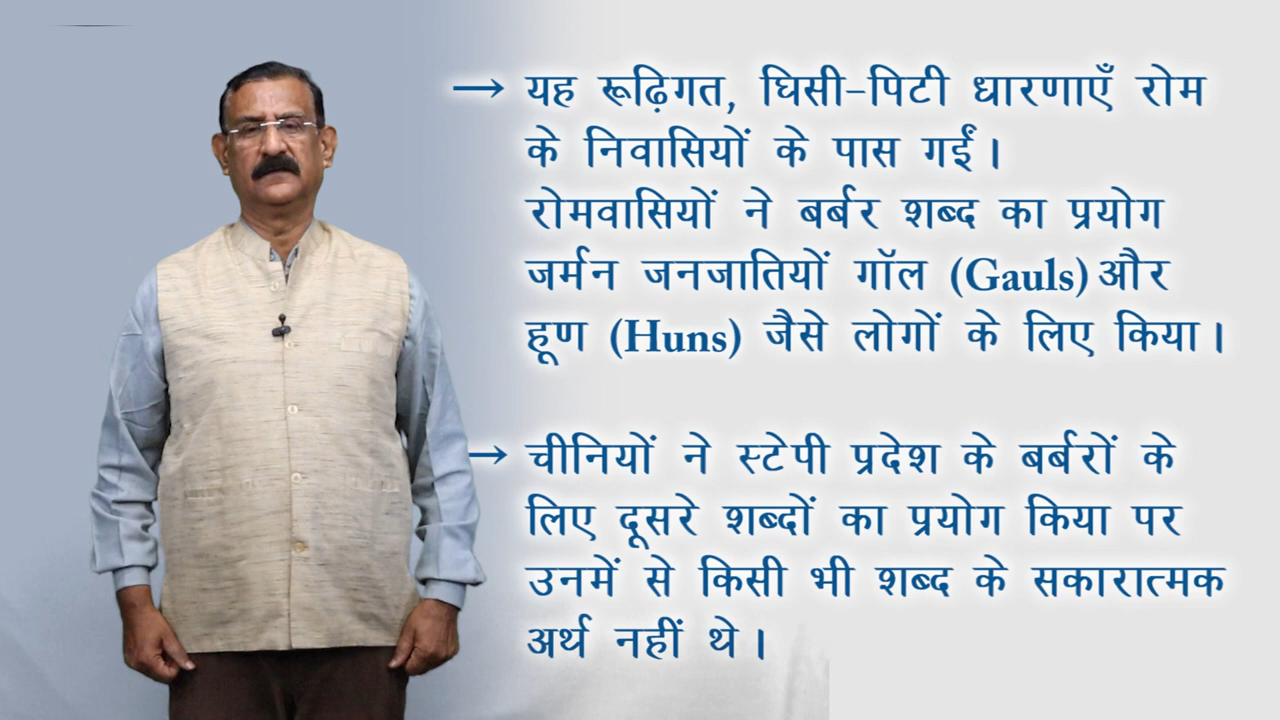 → यह रूढ़िगत, घिसी-पिटी धारणाएँ रोम
के निवासियों के पास गईं।
रोमवासियों ने बर्बर शब्द का प्रयोग
जर्मन जनजातियों गॉल (Gauls) और
हूण (Huns) जैसे लोगों के लिए किया।
→ चीनियों ने स्टेपी प्रदेश के बर्बरों के
लिए दूसरे शब्दों का प्रयोग किया पर
उनमें से किसी भी शब्द के सकारात्मक
अर्थ नहीं थे।